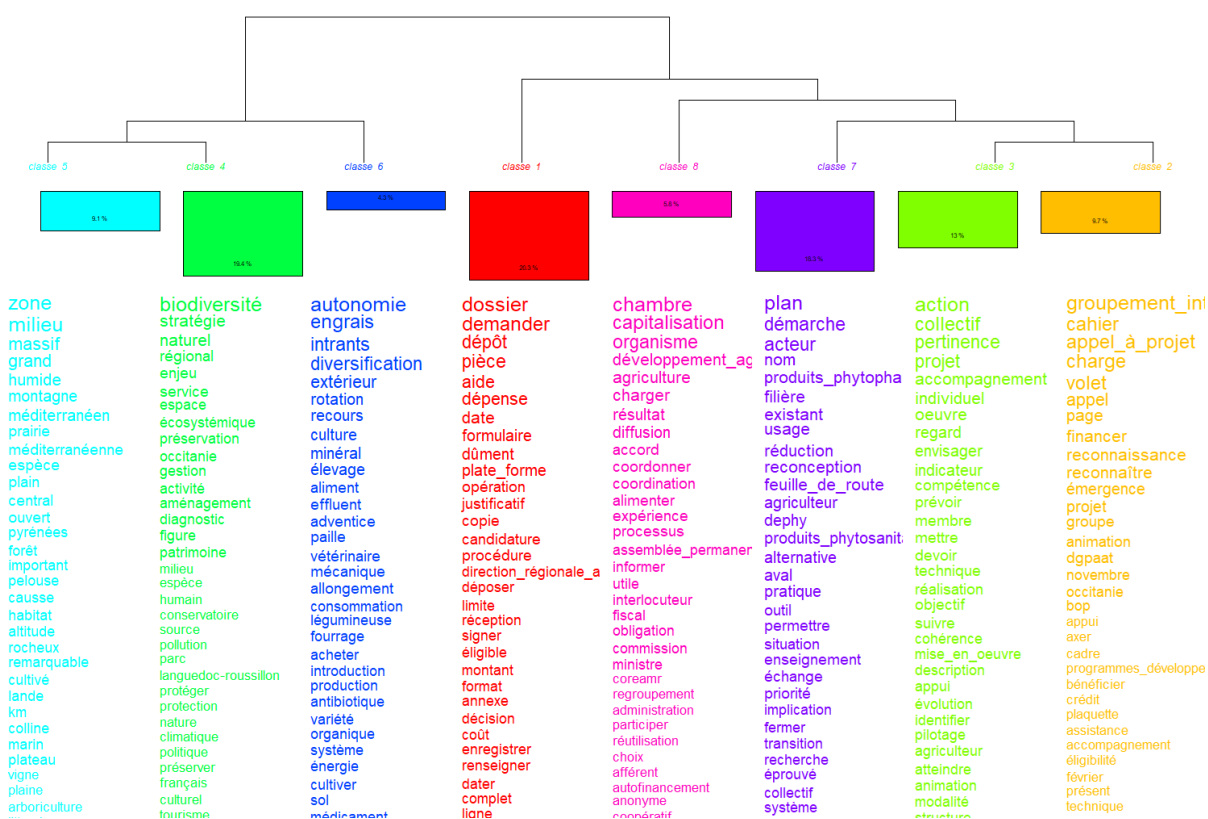 classe 5
classe 4
classe 6
classe 1
classe 8
classe 7
classe 3
classe 2
9.1 %
19.4 %
20.3 %
13 %
9.7 %
zone
milieu
massif
grand
humide
montagne
méditerranéen
prairie
méditerranéenne
espèce
plain
central
ouvert
pyrénées
forêt
important
pelouse
causse
habitat
altitude
rocheux
remarquable
cultivé
lande
km
colline
marin
plateau
vigne
plaine
arboriculture
biodiversité
stratégie
naturel
régional
enjeu
service
espace
écosystémique
préservation
occitanie
gestion
activité
aménagement
diagnostic
figure
patrimoine
milieu
espèce
humain
conservatoire
source
pollution
parc
languedoc-roussillon
protéger
protection
nature
climatique
politique
préserver
français
culturel
tourisme
autonomie
engrais
intrants
diversification
extérieur
rotation
recours
culture
minéral
élevage
aliment
effluent
adventice
paille
vétérinaire
mécanique
allongement
consommation
légumineuse
fourrage
acheter
introduction
production
antibiotique
variété
organique
système
énergie
cultiver
sol
médicament
dossier
demander
dépôt
pièce
aide
dépense
date
formulaire
dûment
plate_forme
opération
justificatif
copie
candidature
procédure
direction_régionale_a
déposer
limite
réception
signer
éligible
montant
format
annexe
décision
coût
enregistrer
renseigner
dater
complet
ligne
chambre
capitalisation
organisme
développement_ag
agriculture
charger
résultat
diffusion
accord
coordonner
coordination
alimenter
expérience
processus
assemblée_permanen
informer
utile
interlocuteur
fiscal
obligation
commission
ministre
coreamr
regroupement
administration
participer
réutilisation
choix
afférent
autofinancement
anonyme
coopératif
plan
démarche
acteur
nom
produits_phytopha
filière
existant
usage
réduction
reconception
feuille_de_route
agriculteur
dephy
produits_phytosanita
alternative
aval
pratique
outil
permettre
situation
enseignement
échange
priorité
implication
fermer
transition
recherche
éprouvé
collectif
système
action
collectif
pertinence
projet
accompagnement
individuel
oeuvre
regard
envisager
indicateur
compétence
prévoir
membre
mettre
devoir
technique
réalisation
objectif
suivre
cohérence
mise_en_oeuvre
description
appui
évolution
identifier
pilotage
agriculteur
atteindre
animation
modalité
structure
groupement_int
cahier
appel_à_projet
charge
volet
appel
page
financer
reconnaissance
reconnaître
émergence
projet
groupe
animation
dgpaat
novembre
occitanie
bop
appui
axer
cadre
programmes_développe
bénéficier
crédit
plaquette
assistance
accompagnement
éligibilité
février
présent
technique